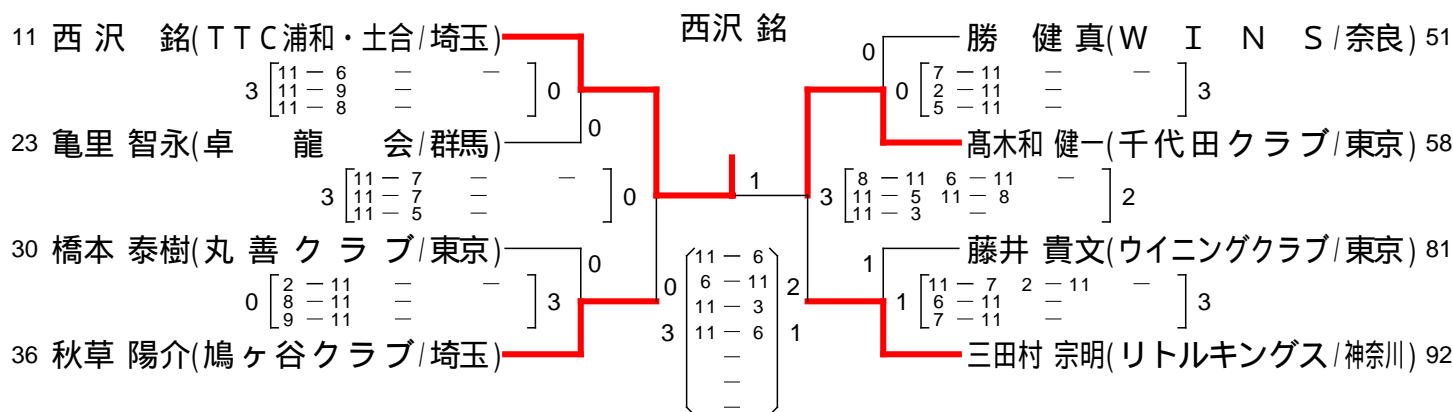 西沢 銘
11 西 沢 銘(TTC浦和・土合/埼玉)
3 [11 － 6 － －] 0
11 － 9 －
11 － 8 －
0
23 亀里 智永(卓 龍 会/群馬)
3 [11 － 7 － －] 0
11 － 7 －
11 － 5 －
30 橋本 泰樹(丸 善 ク ラ ブ/東京)
0
0 [2 － 11 － －] 3
8 － 11 －
9 － 11 －
36 秋草 陽介(鳩ヶ谷クラブ/埼玉)
1
0 2
3 1
11 － 6
6 － 11
11 － 3
11 － 6
－
－
－
勝 健 真(W I N S/奈良) 51
0
0 [7 － 11 － －] 3
2 － 11 －
5 － 11 －
髙木和 健一(千代田クラブ/東京) 58
3 [8 － 11 6 － 11 －] 2
11 － 5 11 － 8
11 － 3 －
藤井 貴文(ウイニングクラブ/東京) 81
1
1 [11 － 7 2 － 11 －] 3
6 － 11 －
7 － 11 －
三田村 宗明(リトルキングス/神奈川) 92